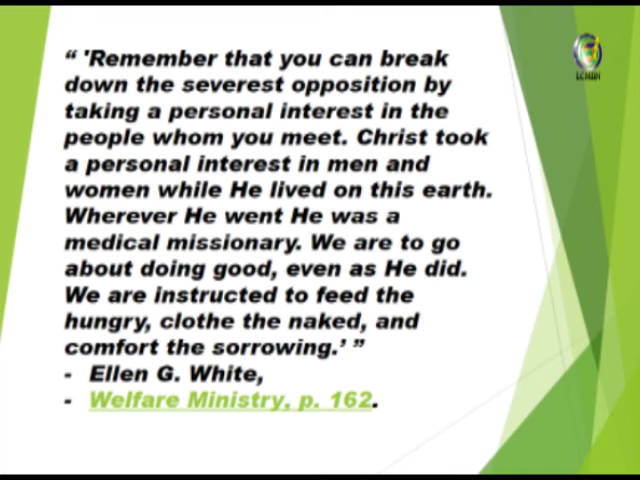 “ 'Remember that you can break
down the severest opposition by
taking a personal interest in the
people whom you meet. Christ took
a personal interest in men and
women while He lived on this earth.
Wherever He went He was a
medical missionary. We are to go
about doing good, even as He did.
We are instructed to feed the
hungry, clothe the naked, and
comfort the sorrowing.’ ”
- Ellen G. White,
- Welfare Ministry, p. 162.